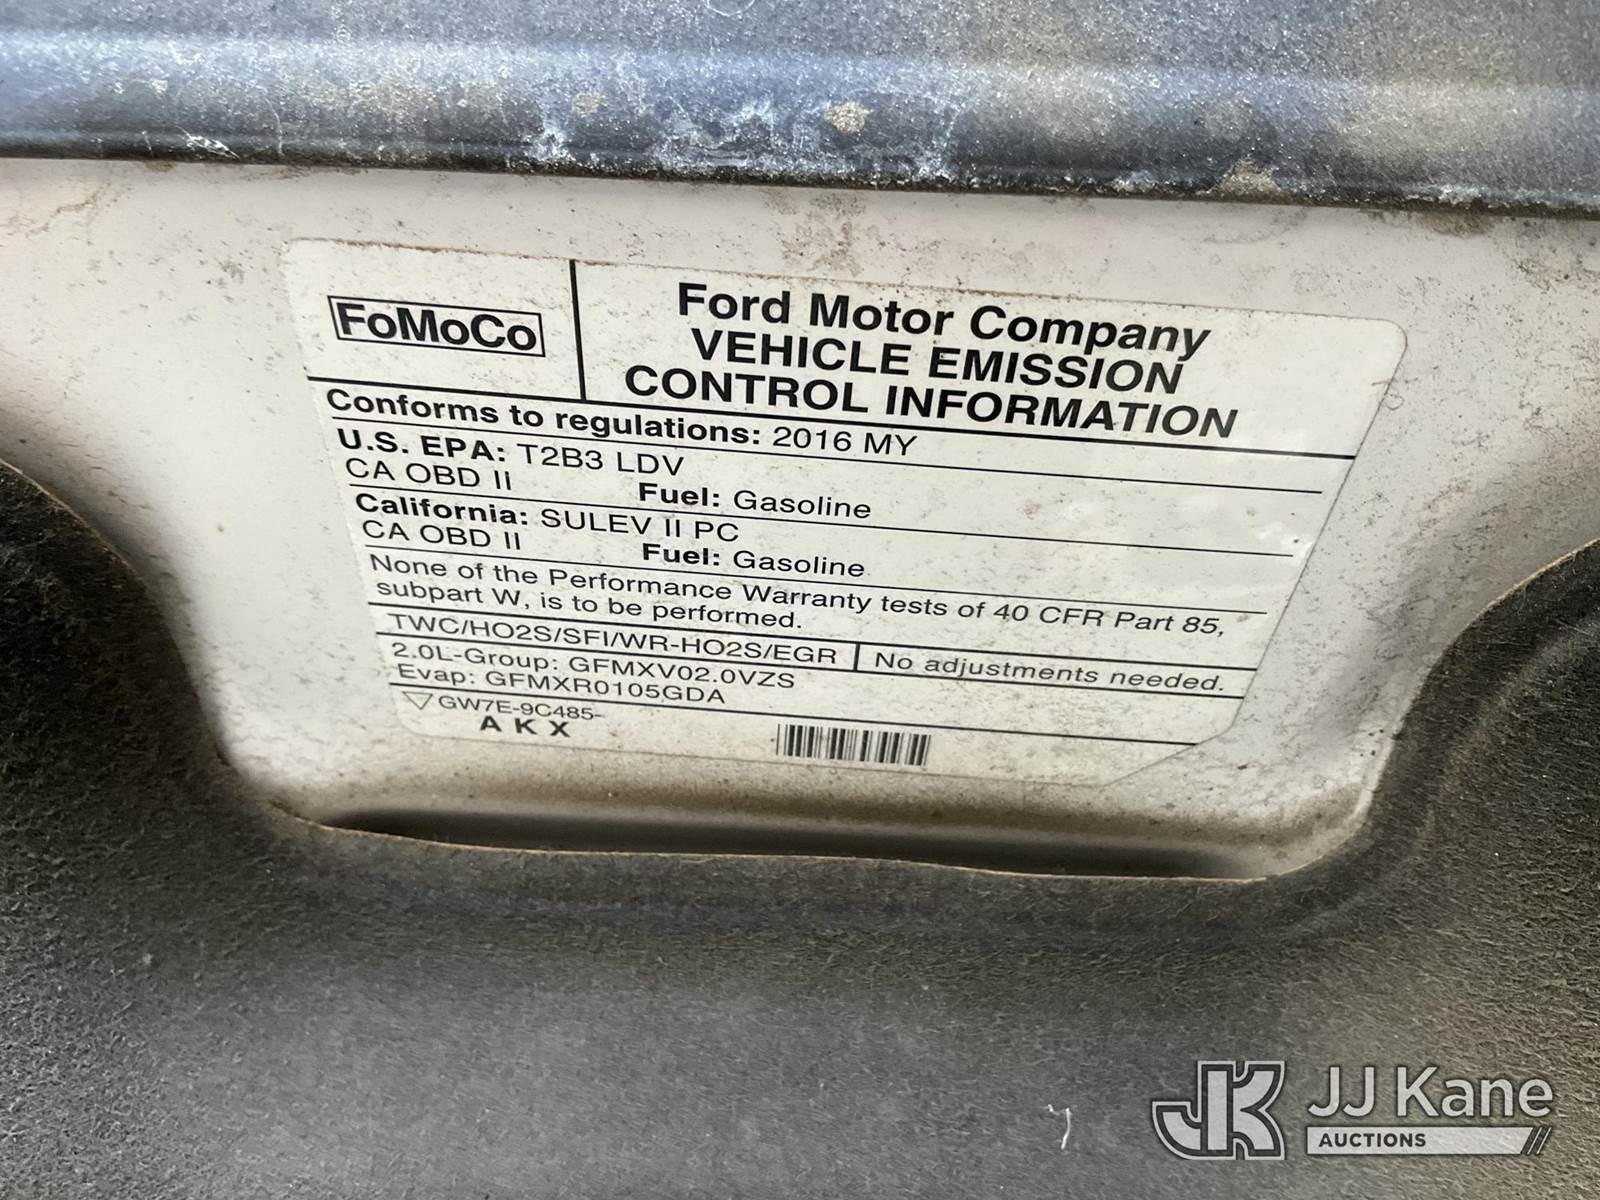 FoMoCo
Ford Motor Company
VEHICLE EMISSION
CONTROL INFORMATION
Conforms to regulations: 2016 MY
U.S. EPA: T2B3 LDV
CA OBD II Fuel: Gasoline
California: SULEV II PC
CA OBD II Fuel: Gasoline
None of the Performance Warranty tests of 40 CFR Part 85,
subpart W, is to be performed.
TWC/HO2S/SFI/WR-HO2S/EGR No adjustments needed.
2.0L-Group: GFMXV02.0VZS
Evap: GFMXR0105GDA
GW7E-9C485-
A K X
JK JJ Kane
AUCTIONS